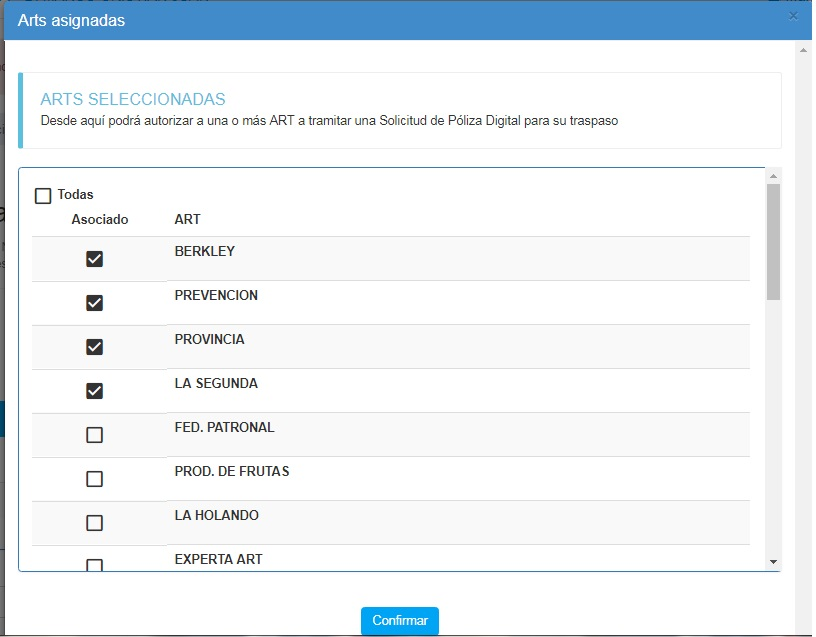 Arts asignadas
ARTS SELECCIONADAS
Desde aquí podrá autorizar a una o más ART a tramitar una Solicitud de Póliza Digital para su traspaso
Todas
Asociado ART
BERKLEY
PREVENCION
PROVINCIA
LA SEGUNDA
FED. PATRONAL
PROD. DE FRUTAS
LA HOLANDO
EXPERTA ART
Confirmar